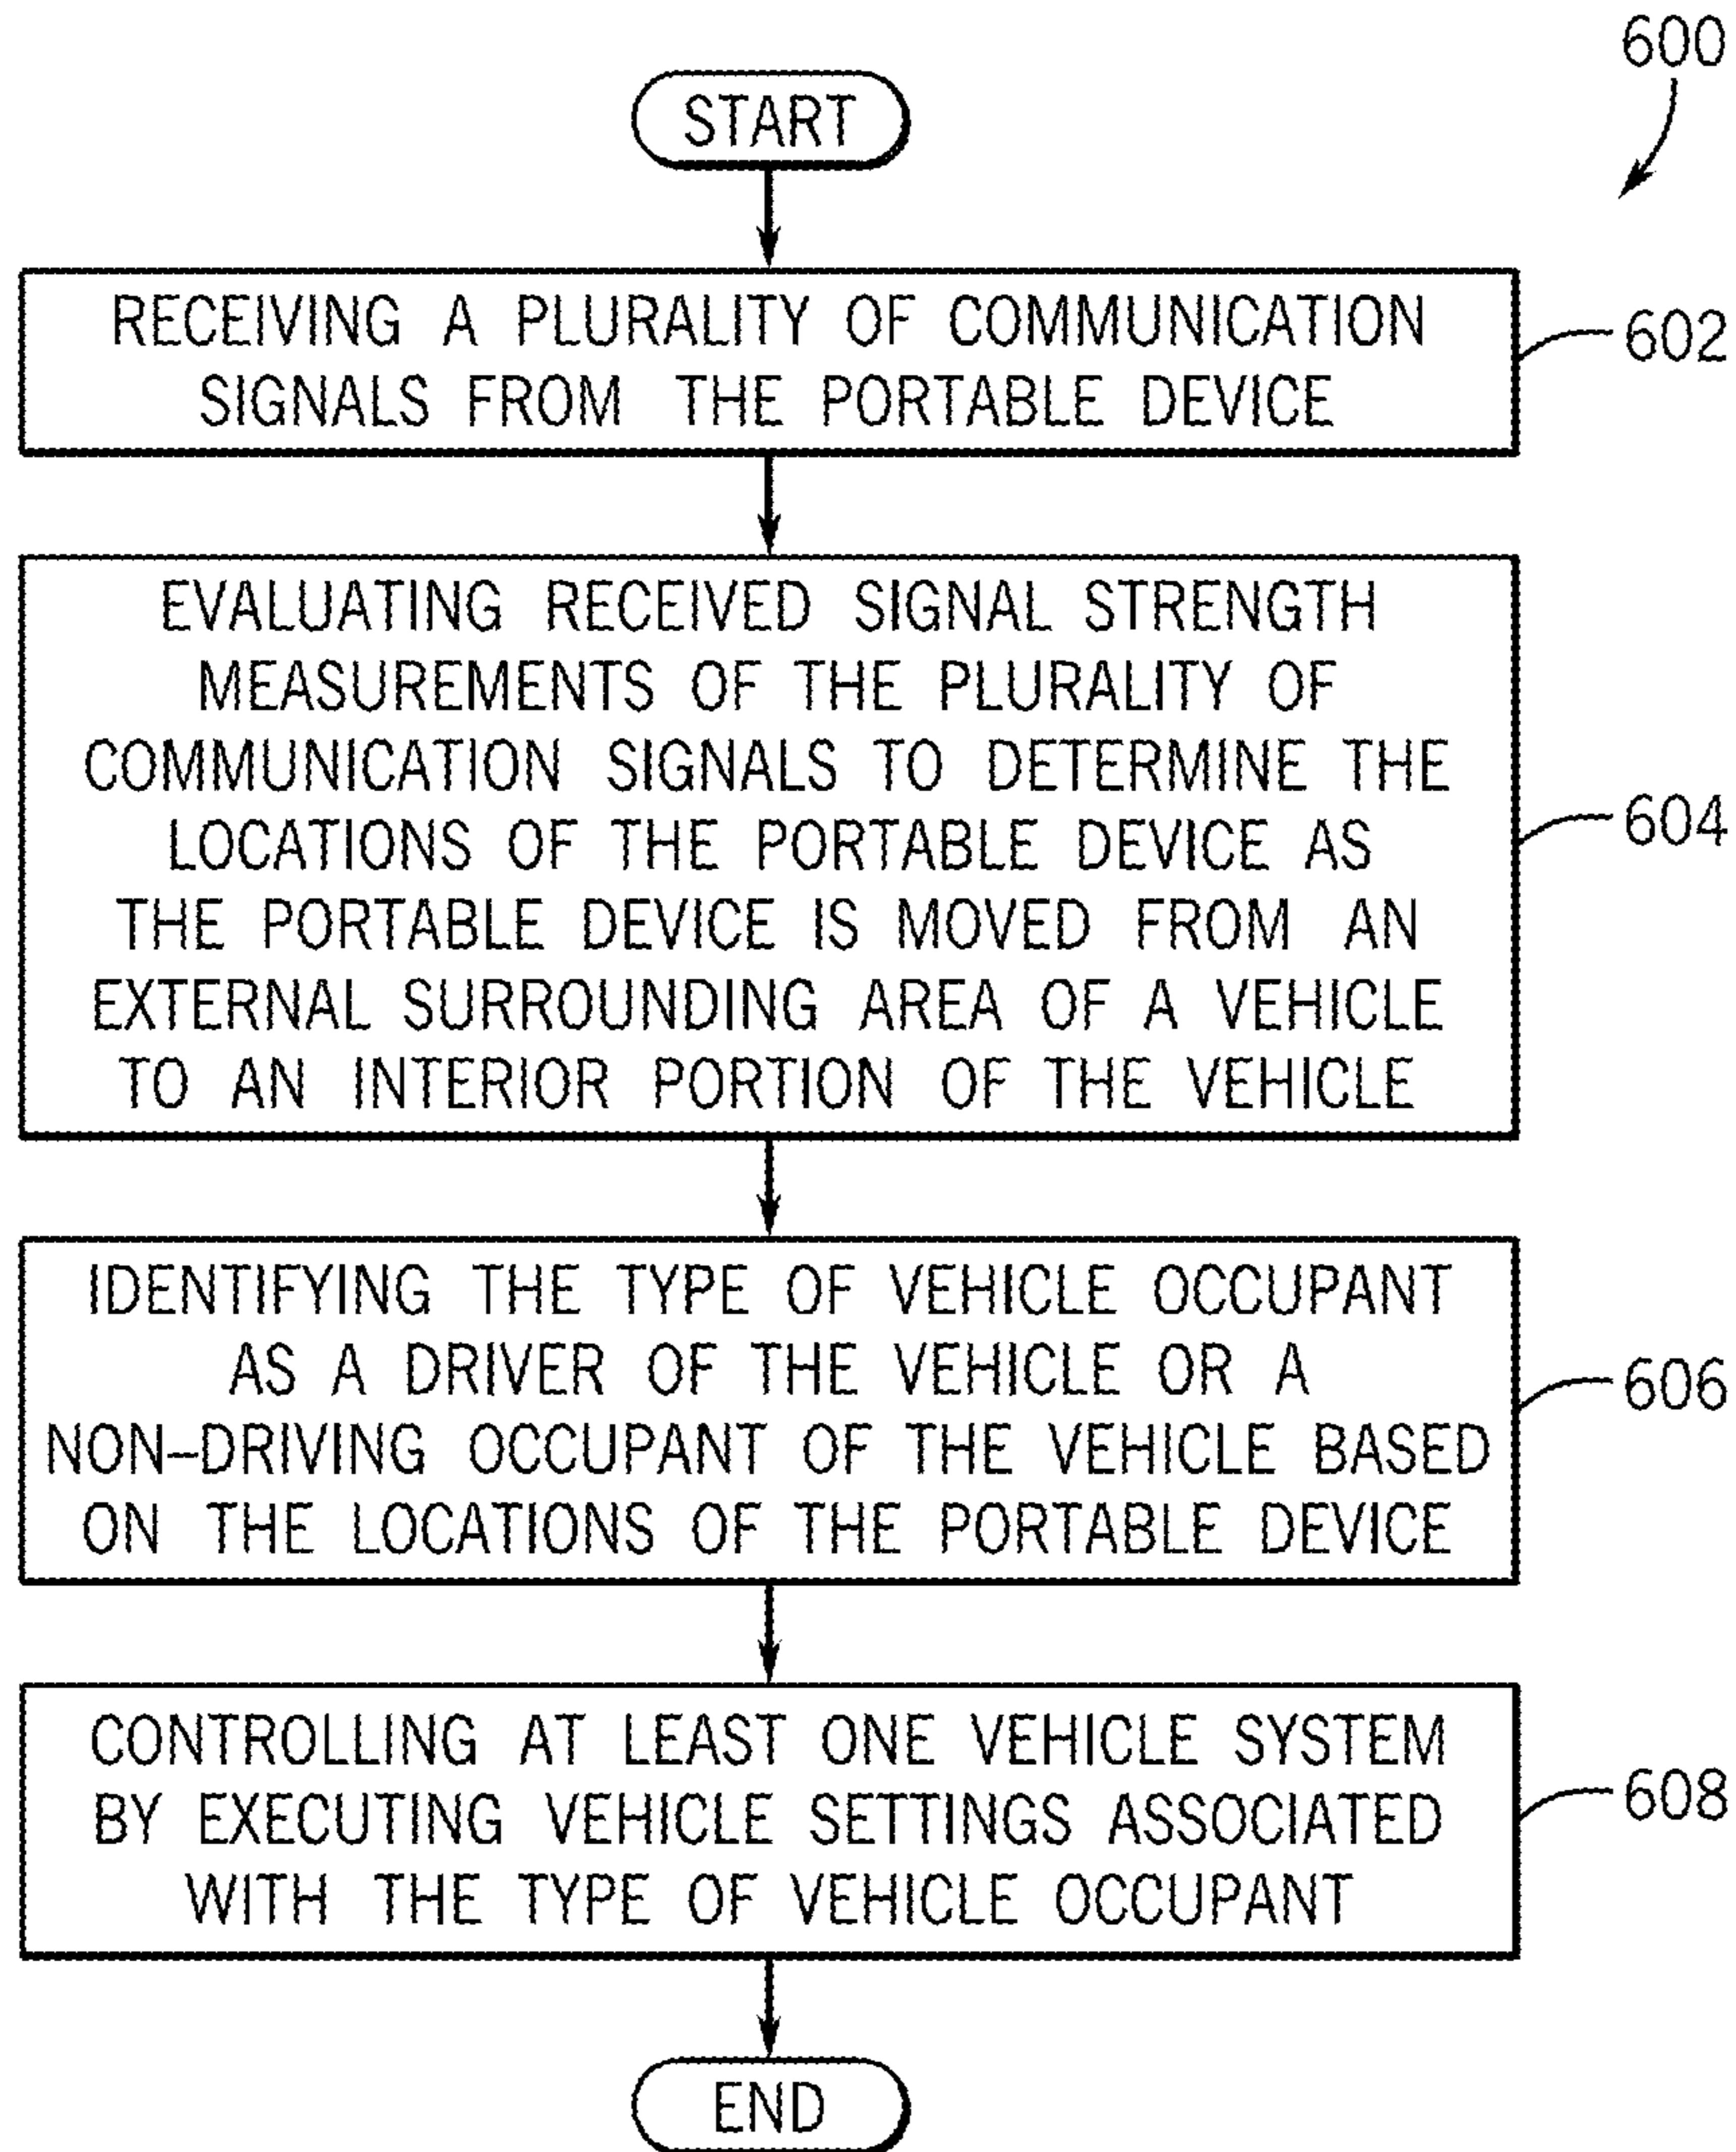 600
START
RECEIVING A PLURALITY OF COMMUNICATION
SIGNALS FROM THE PORTABLE DEVICE
602
EVALUATING RECEIVED SIGNAL STRENGTH
MEASUREMENTS OF THE PLURALITY OF
COMMUNICATION SIGNALS TO DETERMINE THE
LOCATIONS OF THE PORTABLE DEVICE AS
THE PORTABLE DEVICE IS MOVED FROM AN
EXTERNAL SURROUNDING AREA OF A VEHICLE
TO AN INTERIOR PORTION OF THE VEHICLE
604
IDENTIFYING THE TYPE OF VEHICLE OCCUPANT
AS A DRIVER OF THE VEHICLE OR A
NON–DRIVING OCCUPANT OF THE VEHICLE BASED
ON THE LOCATIONS OF THE PORTABLE DEVICE
606
CONTROLLING AT LEAST ONE VEHICLE SYSTEM
BY EXECUTING VEHICLE SETTINGS ASSOCIATED
WITH THE TYPE OF VEHICLE OCCUPANT
608
END